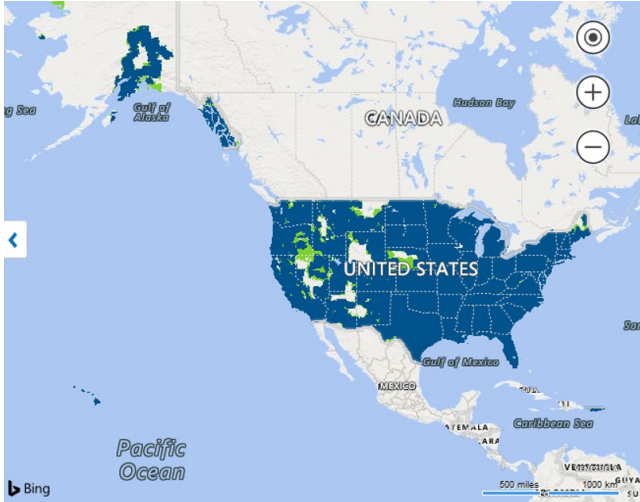 CANADA
Hudson Bay
Gulf of
Alaska
UNITED STATES
Gulf of Mexico
MEXICO
Caribbean Sea
Pacific
Ocean
Bing
500 miles
1000 km